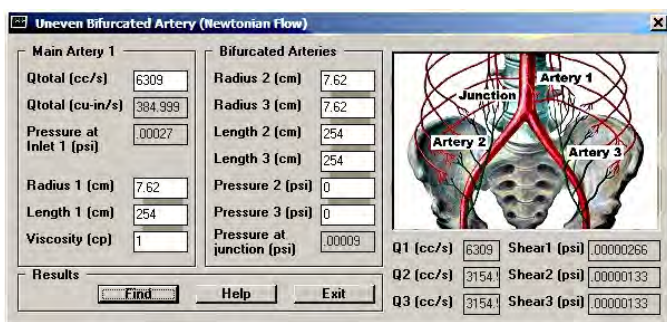 Uneven Bifurcated Artery (Newtonian Flow)
Main Artery 1
Qtotal (cc/s) 6309
Qtotal (cu-in/s) 384.999
Pressure at
Inlet 1 (psi) .00027
Radius 1 (cm) 7.62
Length 1 (cm) 254
Viscosity (cp) 1
Bifurcated Arteries
Radius 2 (cm) 7.62
Radius 3 (cm) 7.62
Length 2 (cm) 254
Length 3 (cm) 254
Pressure 2 (psi) 0
Pressure 3 (psi) 0
Pressure at
junction (psi) .00009
Artery 1
Junction
Artery 2
Artery 3
Q1 (cc/s) 6309 Shear1 (psi) .00000266
Q2 (cc/s) 3154. Shear2 (psi) .00000133
Q3 (cc/s) 3154. Shear3 (psi) .00000133
Results
Find Help Exit